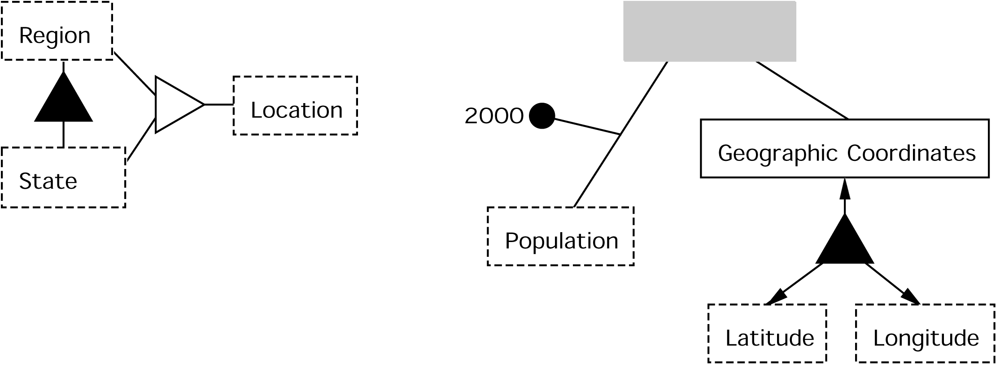 Region
Location
2000
Geographic Coordinates
State
Population
Latitude
Longitude